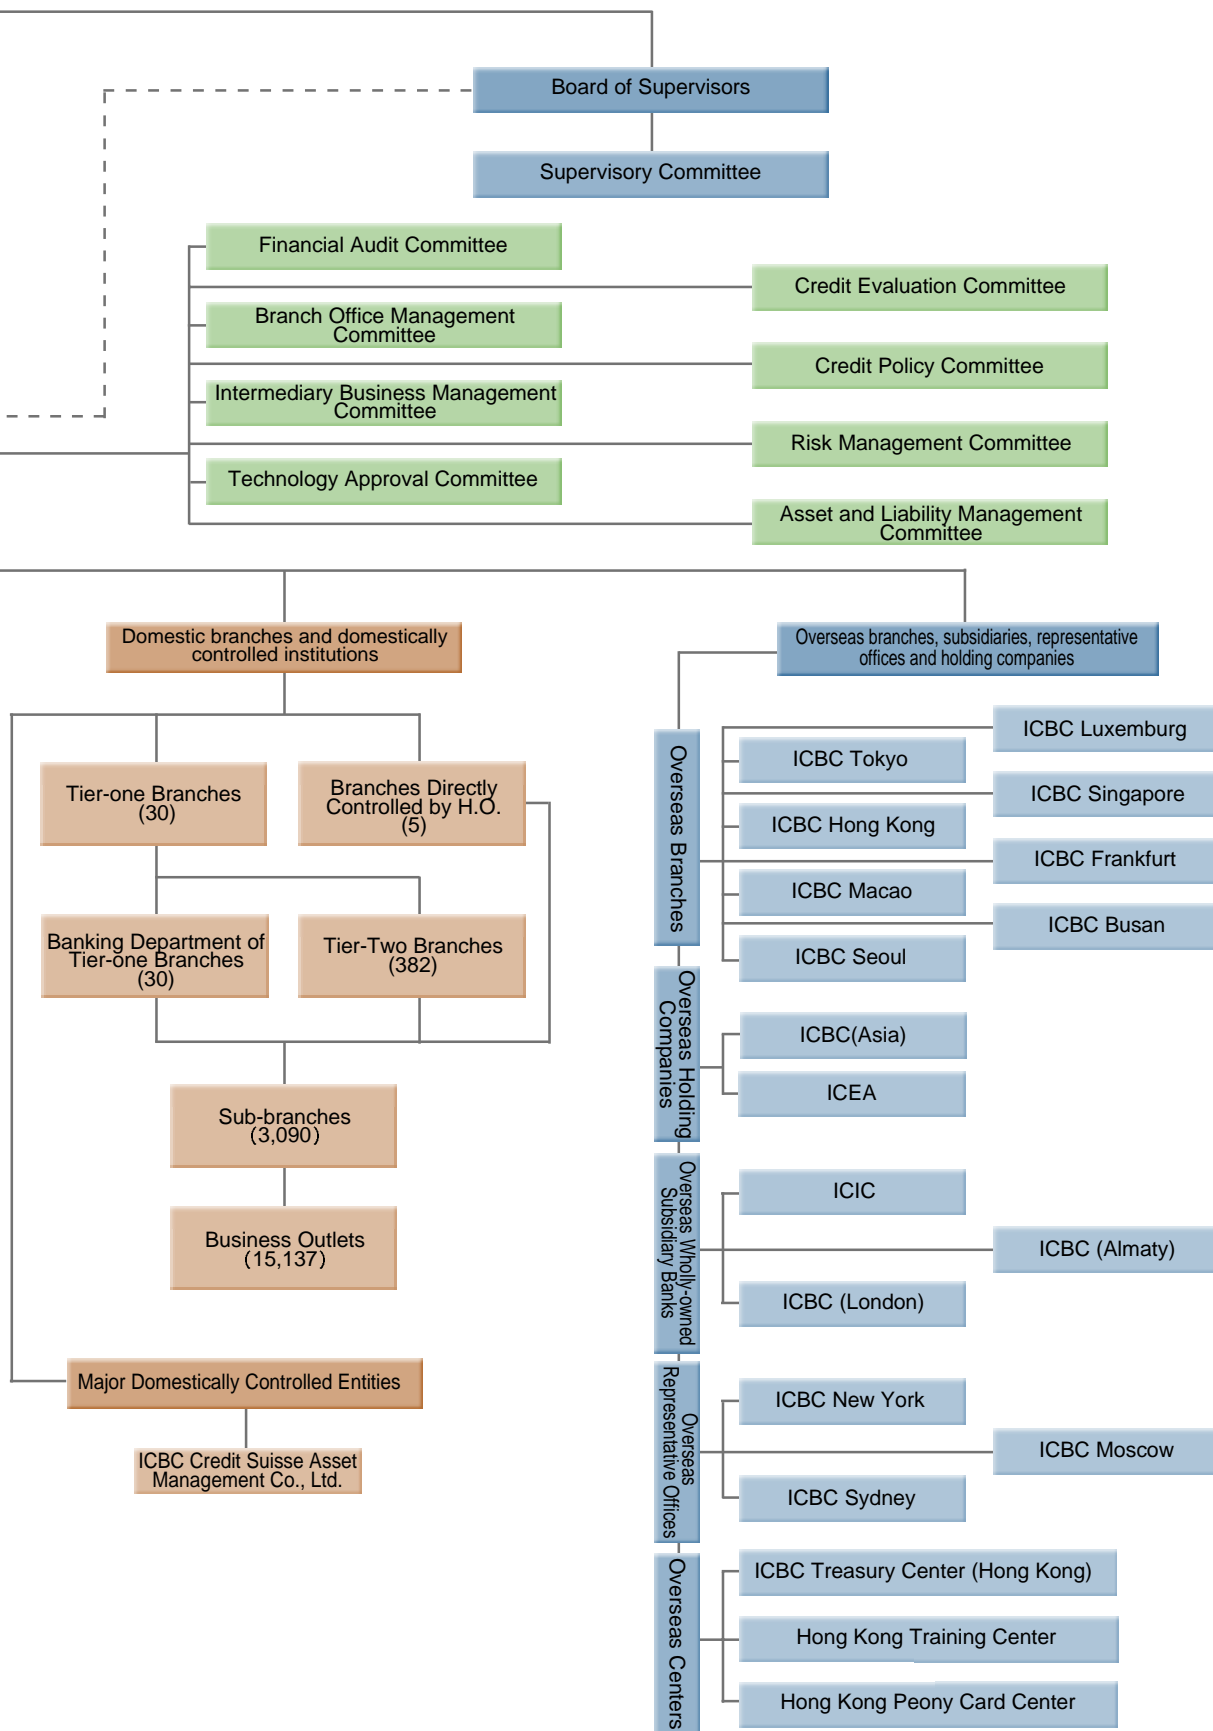 Board of Supervisors
Supervisory Committee
Financial Audit Committee
Credit Evaluation Committee
Branch Office Management
Committee
Credit Policy Committee
Intermediary Business Management
Committee
Risk Management Committee
Technology Approval Committee
Asset and Liability Management
Committee
Domestic branches and domestically
controlled institutions
Tier-one Branches
(30)
Branches Directly
Controlled by H.O.
(5)
Banking Department of
Tier-one Branches
(30)
Tier-Two Branches
(382)
Sub-branches
(3,090)
Business Outlets
(15,137)
Major Domestically Controlled Entities
ICBC Credit Suisse Asset
Management Co., Ltd.
Overseas branches, subsidiaries, representative
offices and holding companies
Overseas Branches
ICBC Luxemburg
ICBC Tokyo
ICBC Singapore
ICBC Hong Kong
ICBC Frankfurt
ICBC Macao
ICBC Busan
ICBC Seoul
Overseas Holding
Companies
ICBC(Asia)
ICEA
Overseas Wholly-owned
Subsidiary Banks
ICIC
ICBC (Almaty)
ICBC (London)
Overseas
Representative Offices
ICBC New York
ICBC Moscow
ICBC Sydney
Overseas Centers
ICBC Treasury Center (Hong Kong)
Hong Kong Training Center
Hong Kong Peony Card Center